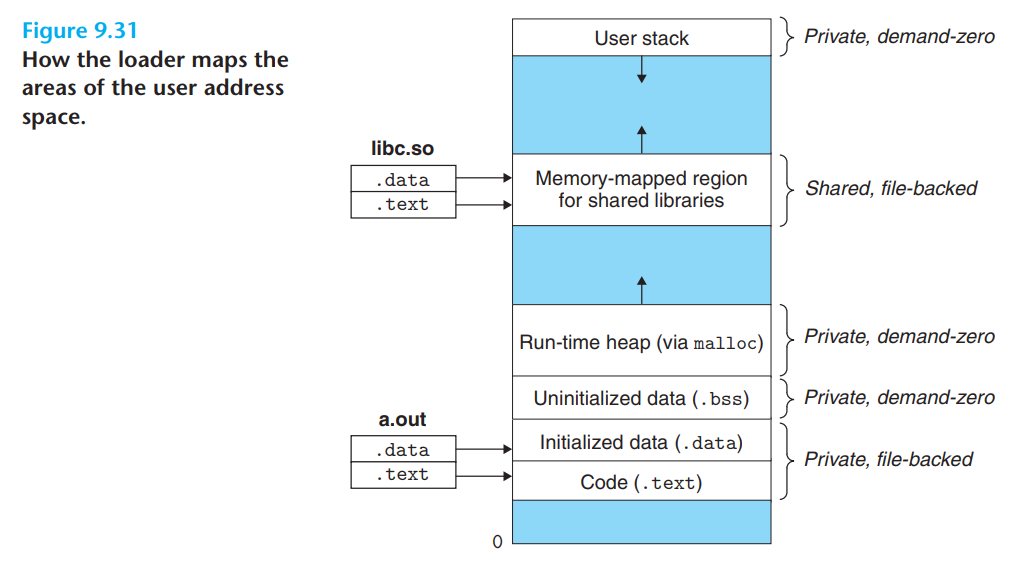 Figure 9.31
How the loader maps the
areas of the user address
space.
User stack
Private, demand-zero
libc.so
.data
.text
Memory-mapped region
for shared libraries
Shared, file-backed
Run-time heap (via malloc)
Private, demand-zero
Uninitialized data (.bss)
Private, demand-zero
a.out
.data
.text
Initialized data (.data)
Code (.text)
Private, file-backed
0